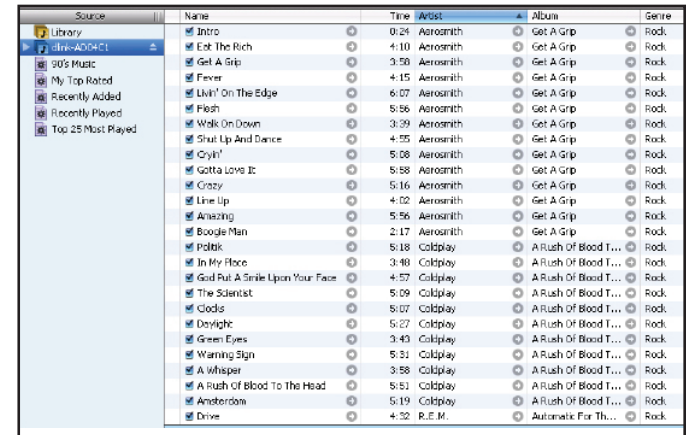 Source Name Time Artist Album Genre
Library Intro 0:24 Aerosmith Get A Grip Rock
dlink-ADD4C1 Eat The Rich 4:10 Aerosmith Get A Grip Rock
90's Music Get A Grip 3:58 Aerosmith Get A Grip Rock
My Top Rated Fever 4:15 Aerosmith Get A Grip Rock
Recently Added Livin' On The Edge 6:07 Aerosmith Get A Grip Rock
Recently Played Flesh 5:56 Aerosmith Get A Grip Rock
Top 25 Most Played Walk On Down 3:39 Aerosmith Get A Grip Rock
Shut Up And Dance 4:55 Aerosmith Get A Grip Rock
Cryin' 5:08 Aerosmith Get A Grip Rock
Gotta Love It 5:58 Aerosmith Get A Grip Rock
Crazy 5:16 Aerosmith Get A Grip Rock
Line Up 4:02 Aerosmith Get A Grip Rock
Amazing 5:56 Aerosmith Get A Grip Rock
Boogie Man 2:17 Aerosmith Get A Grip Rock
Politik 5:18 Coldplay A Rush Of Blood T... Rock
In My Place 3:48 Coldplay A Rush Of Blood T... Rock
God Put A Smile Upon Your Face 4:57 Coldplay A Rush Of Blood T... Rock
The Scientist 5:09 Coldplay A Rush Of Blood T... Rock
Clocks 5:07 Coldplay A Rush Of Blood T... Rock
Daylight 5:27 Coldplay A Rush Of Blood T... Rock
Green Eyes 3:43 Coldplay A Rush Of Blood T... Rock
Warning Sign 5:31 Coldplay A Rush Of Blood T... Rock
A Whisper 3:58 Coldplay A Rush Of Blood T... Rock
A Rush Of Blood To The Head 5:51 Coldplay A Rush Of Blood T... Rock
Amsterdam 5:19 Coldplay A Rush Of Blood T... Rock
Drive 4:32 R.E.M. Automatic For Th... Rock